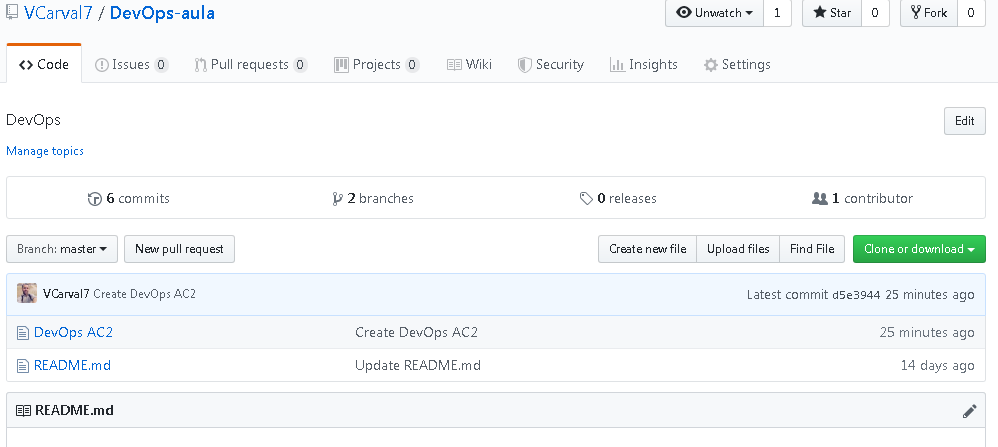 VCarval7 / DevOps-aula Unwatch 1 Star 0 Fork 0
Code Issues 0 Pull requests 0 Projects 0 Wiki Security Insights Settings
DevOps Edit
Manage topics
6 commits 2 branches 0 releases 1 contributor
Branch: master New pull request Create new file Upload files Find File Clone or download
VCarval7 Create DevOps AC2 Latest commit d5e3944 25 minutes ago
DevOps AC2 Create DevOps AC2 25 minutes ago
README.md Update README.md 14 days ago
README.md